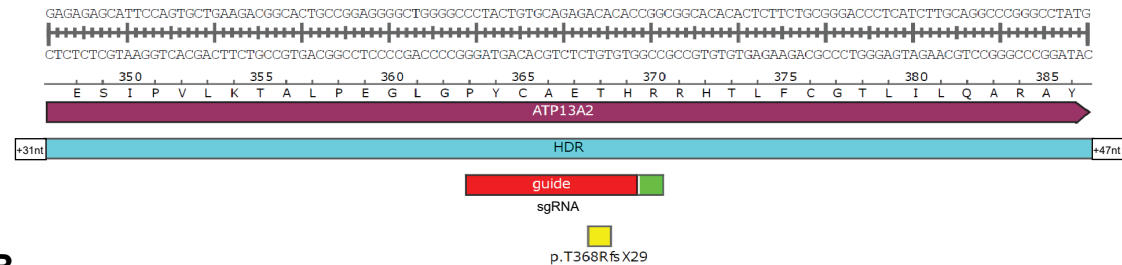 GAGAGAGCATTCCAGTGCTGAAGACGGCACTGCCGGAGGGGCTGGGGCCCTACTGTGCAGAGACACACCGGCGGCACACACTCTTCTGCGGGACCCTCATCTTGCAGGCCCGGGCCTATG
CTCTCTCGTAAGGTCACGACTTCTGCCGTGACGGCCTCCCCGACCCCGGGATGACACGTCTCTGTGTGGCCGCCGTGTGTGAGAAGACGCCCTGGGAGTAGAACGTCCGGGCCCGGATAC
350 355 360 365 370 375 380 385
E S I P V L K T A L P E G L G P Y C A E T H R R H T L F C G T L I L Q A R A Y
ATP13A2
+31nt HDR +47nt
guide
sgRNA
p.T368RfsX29